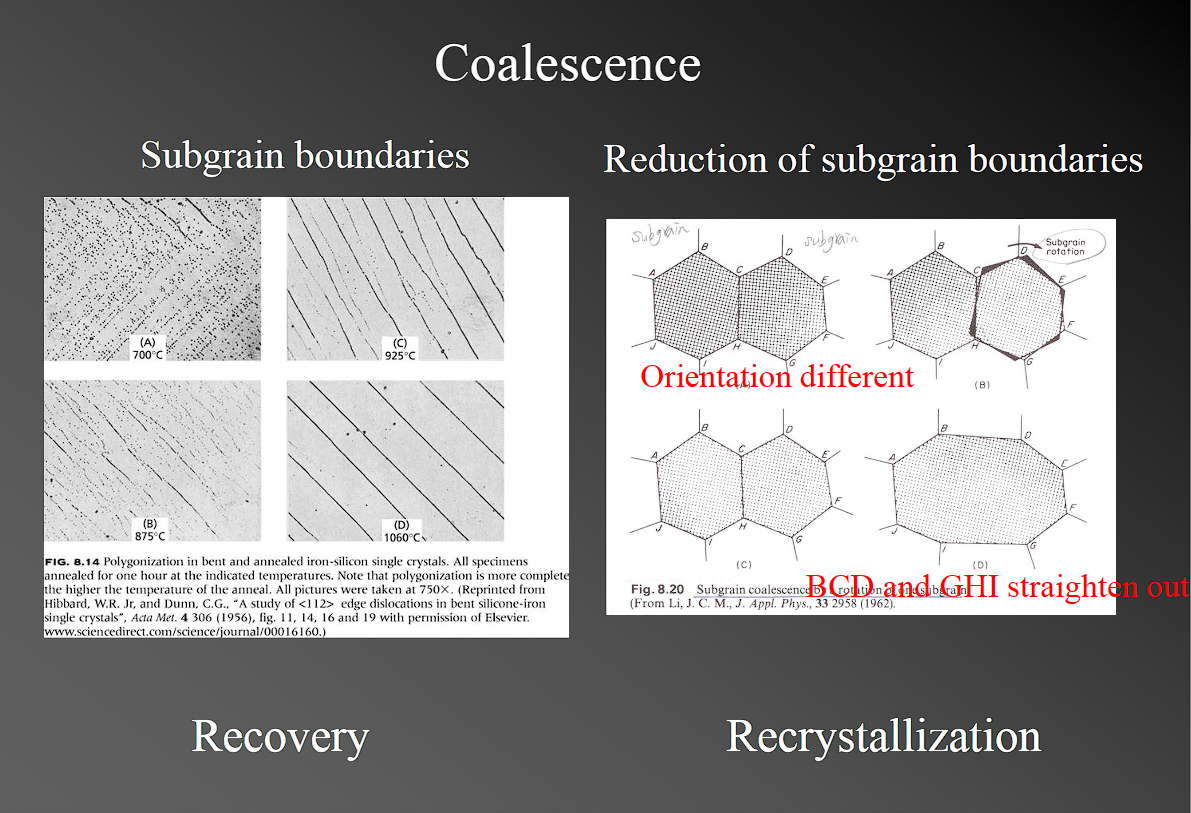 Coalescence
Subgrain boundaries
Reduction of subgrain boundaries
(A)
700°C
(C)
925°C
(B)
875°C
(D)
1060°C
FIG. 8.14 Polygonization in bent and annealed iron-silicon single crystals. All specimens
annealed for one hour at the indicated temperatures. Note that polygonization is more complete
the higher the temperature of the anneal. All pictures were taken at 750×. (Reprinted from
Hibbard, W.R. Jr, and Dunn, C.G., “A study of <112> edge dislocations in bent silicone-iron
single crystals”, Acta Met. 4 306 (1956), fig. 11, 14, 16 and 19 with permission of Elsevier.
www.sciencedirect.com/science/journal/00016160.)
subgrain
subgrain
A
B
C
D
E
F
G
H
I
J
Orientation different
A
B
C
D
E
F
G
H
I
J
Subgrain
rotation
(B)
A
B
C
D
E
F
G
H
I
J
(C)
A
B
D
E
F
G
I
J
(D)
BCD and GHI straighten out
Fig. 8.20 Subgrain coalescence by rotation of one subgrain.
(From Li, J. C. M., J. Appl. Phys., 33 2958 (1962).
Recovery
Recrystallization